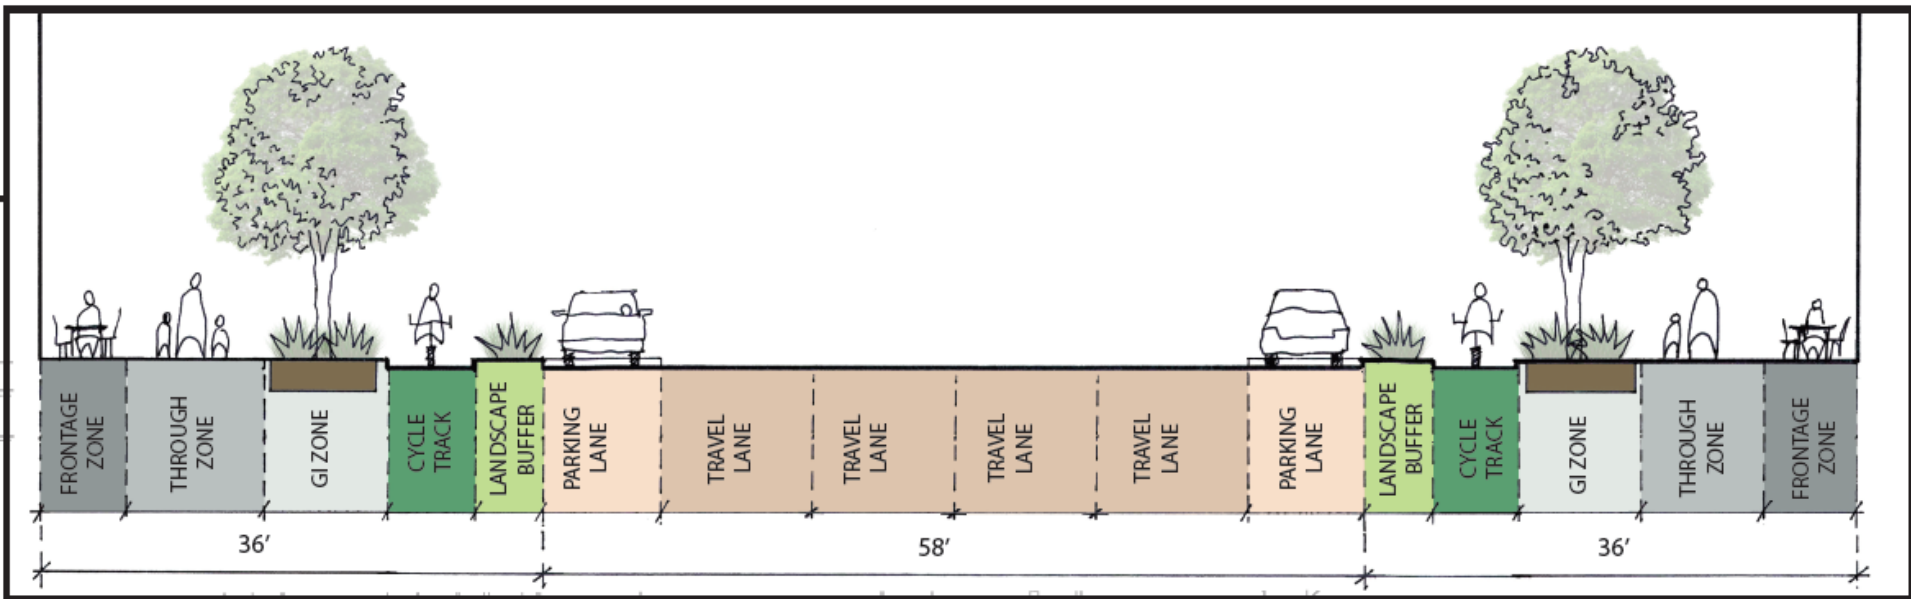 FRONTAGE
ZONE
THROUGH
ZONE
GI ZONE
CYCLE
TRACK
LANDSCAPE
BUFFER
PARKING
LANE
TRAVEL
LANE
TRAVEL
LANE
TRAVEL
LANE
TRAVEL
LANE
PARKING
LANE
LANDSCAPE
BUFFER
CYCLE
TRACK
GI ZONE
THROUGH
ZONE
FRONTAGE
ZONE
36'
58'
36'